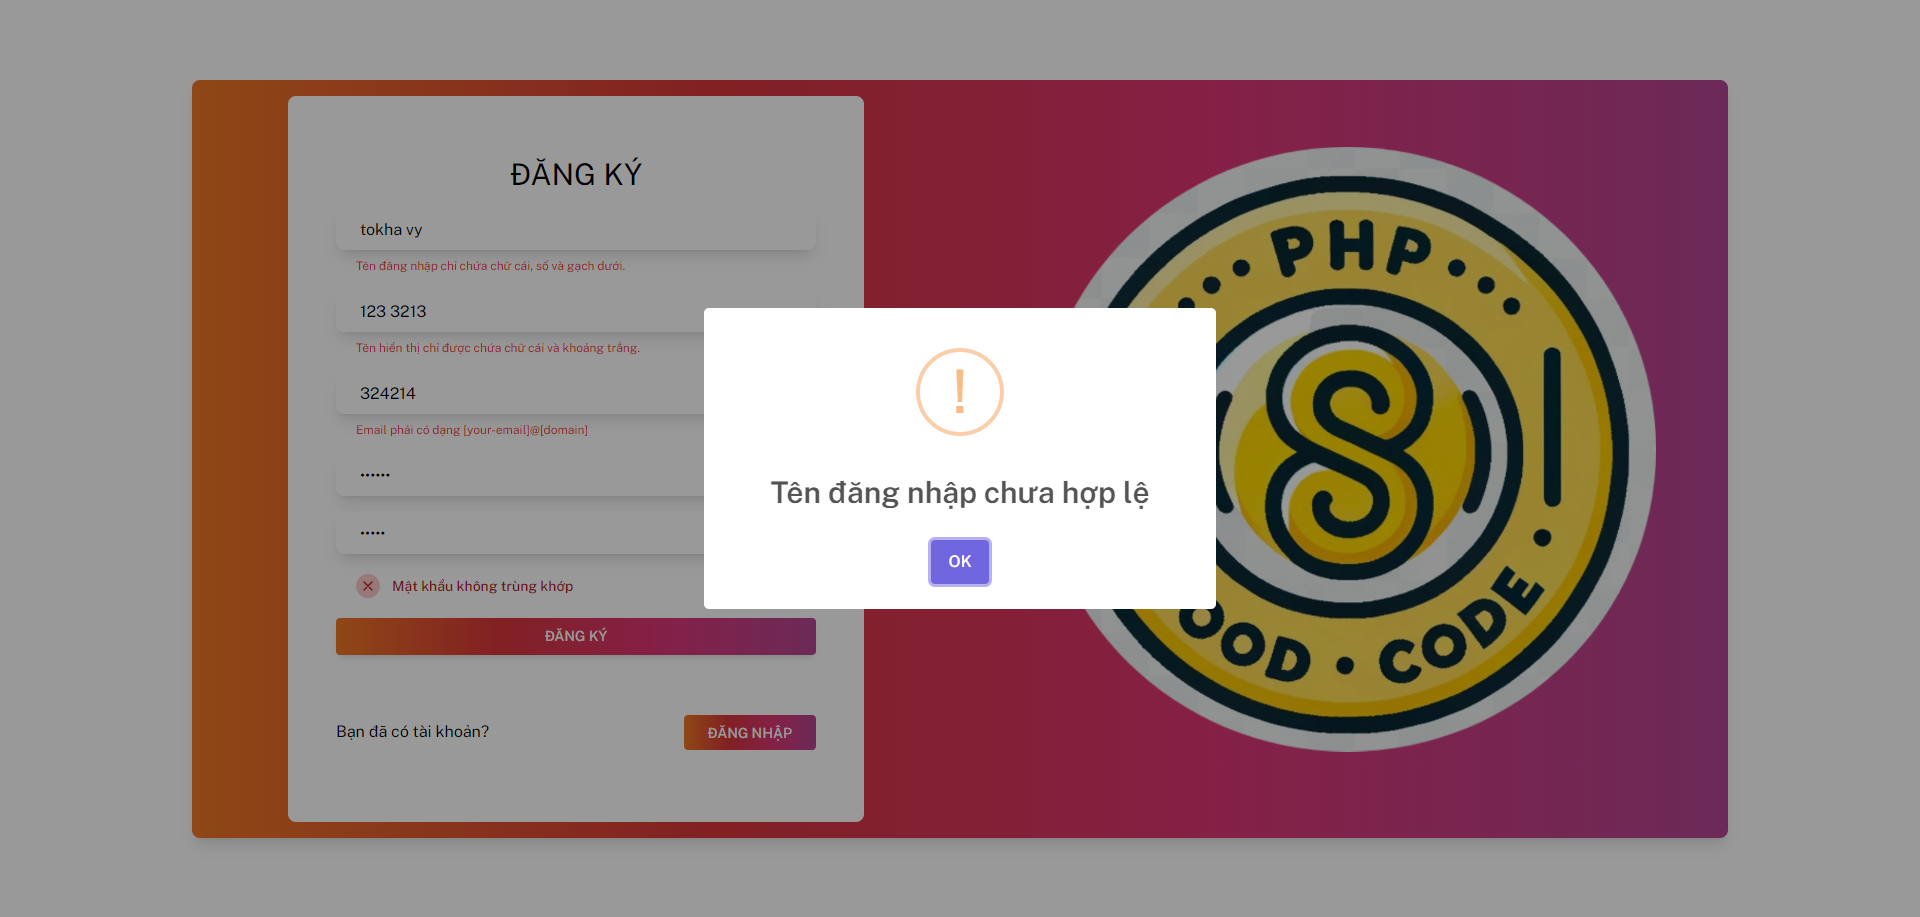 ĐĂNG KÝ
tokha vy
Tên đăng nhập chỉ chứa chữ cái, số và gạch dưới.
123 3213
Tên hiển thị chỉ được chứa chữ cái và khoảng trắng.
324214
Email phải có dạng [your-email]@[domain]
Mật khẩu không trùng khớp
ĐĂNG KÝ
Bạn đã có tài khoản?
ĐĂNG NHẬP
Tên đăng nhập chưa hợp lệ
OK
PHP
8
OOD • CODE